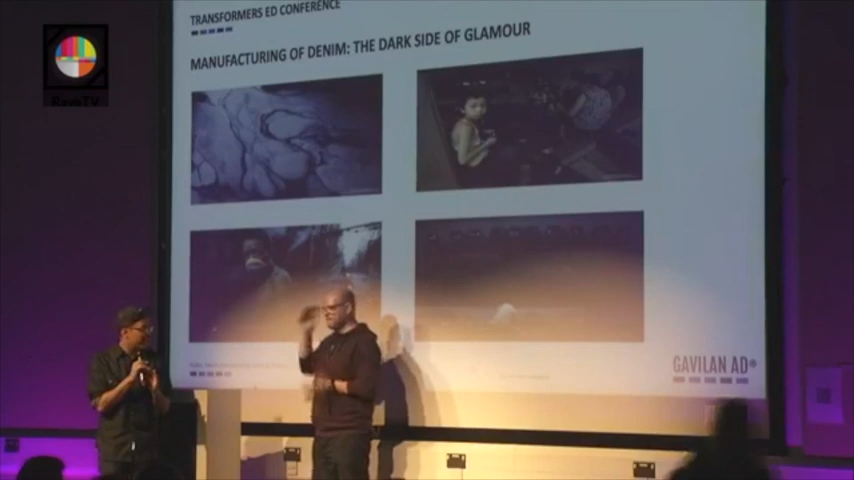 TRANSFORMERS ED CONFERENCE
MANUFACTURING OF DENIM: THE DARK SIDE OF GLAMOUR
GAVILAN AD®